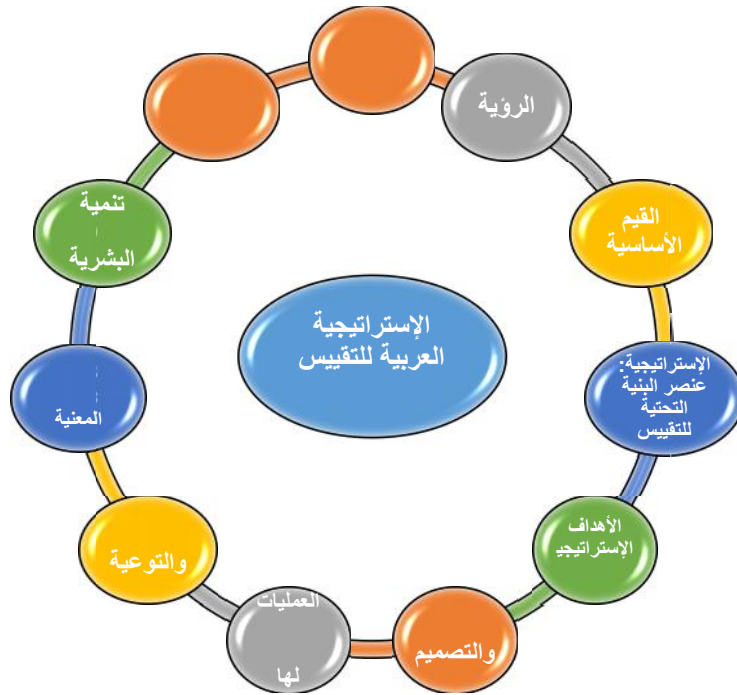 الإستراتيجية
العربية للتقييس
الرؤية
القيم
الأساسية
الإستراتيجية:
عنصر البنية
التحتية
للتقييس
الأهداف
الإستراتيجي
والتصميم
العمليات
لها
والتوعية
المعنية
تنمية
البشرية